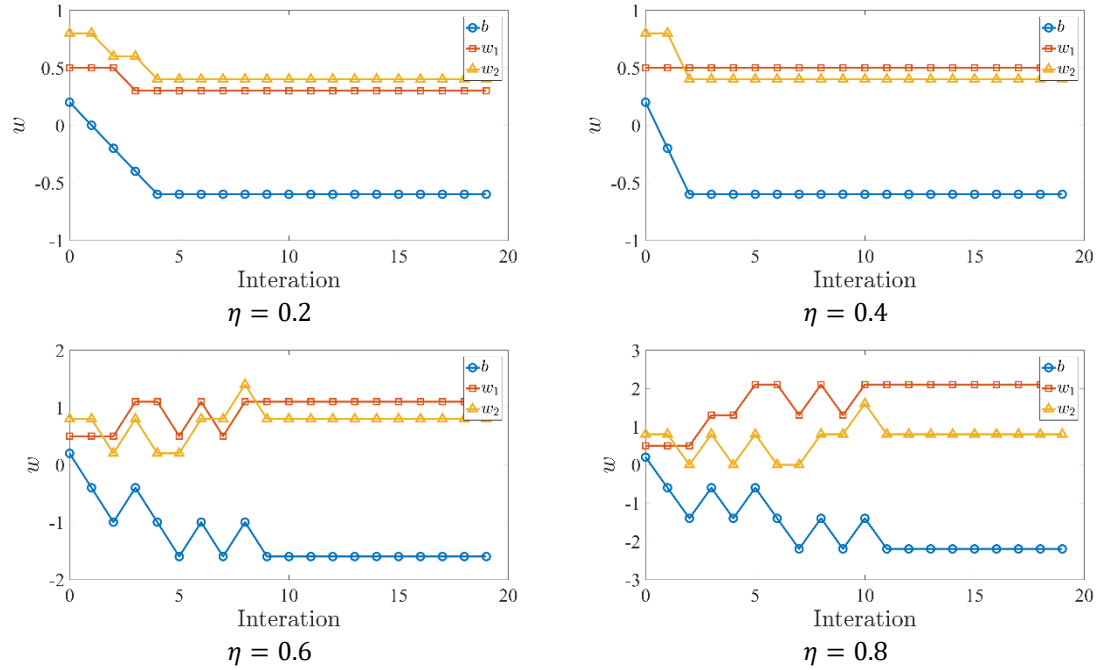 1
0.5
0
-0.5
-1
w
0 5 10 15 20
Interation
b
w₁
w₂
η = 0.2
1
0.5
0
-0.5
-1
w
0 5 10 15 20
Interation
b
w₁
w₂
η = 0.4
2
1
0
-1
-2
w
0 5 10 15 20
Interation
b
w₁
w₂
η = 0.6
3
2
1
0
-1
-2
-3
w
0 5 10 15 20
Interation
b
w₁
w₂
η = 0.8